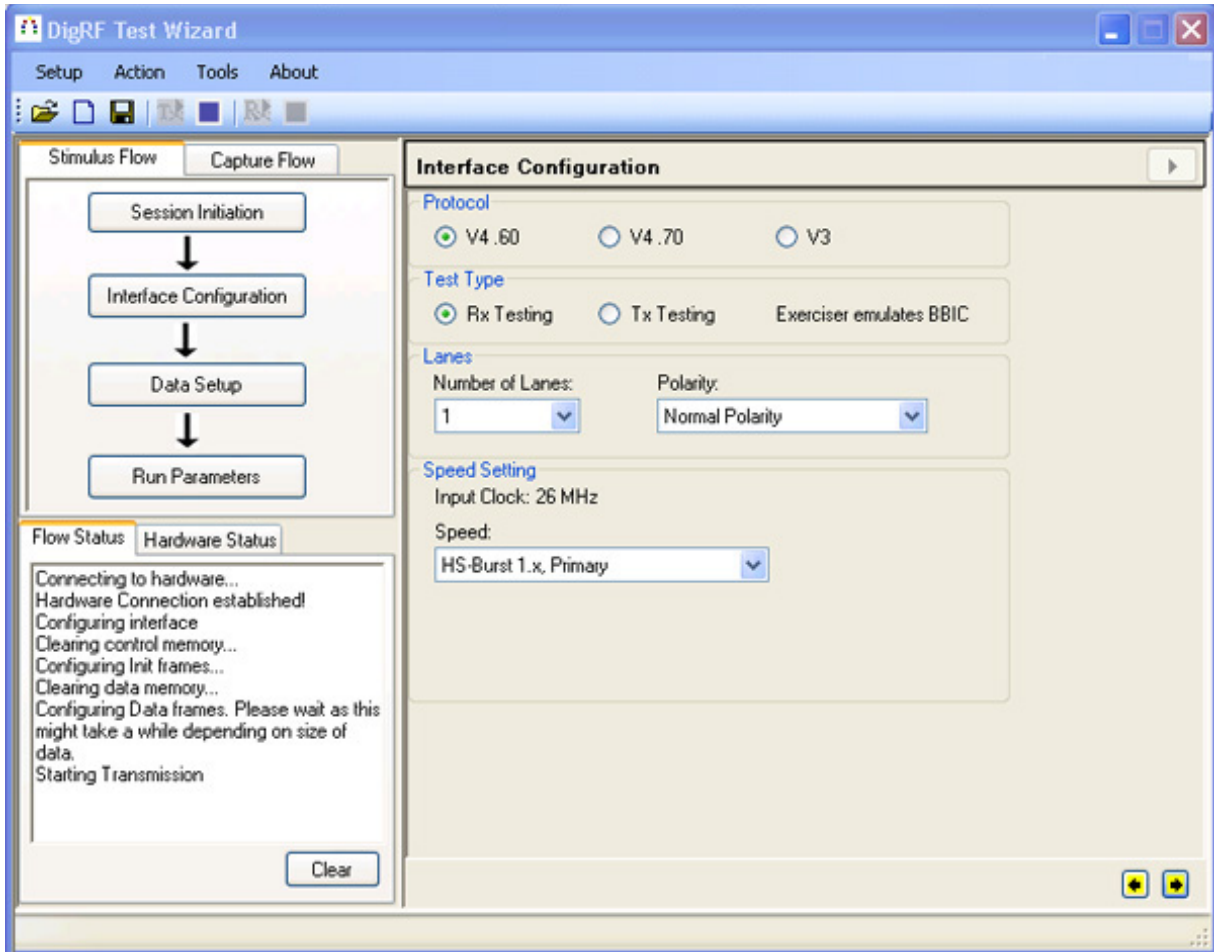 DigRF Test Wizard
Setup Action Tools About
Tx Rx
Stimulus Flow Capture Flow
Session Initiation
Interface Configuration
Data Setup
Run Parameters
Flow Status Hardware Status
Connecting to hardware...
Hardware Connection established!
Configuring interface
Clearing control memory...
Configuring Init frames...
Clearing data memory...
Configuring Data frames. Please wait as this
might take a while depending on size of
data.
Starting Transmission
Clear
Interface Configuration
Protocol
V4 .60 V4 .70 V3
Test Type
Rx Testing Tx Testing Exerciser emulates BBIC
Lanes
Number of Lanes: Polarity:
1 Normal Polarity
Speed Setting
Input Clock: 26 MHz
Speed:
HS-Burst 1.x, Primary